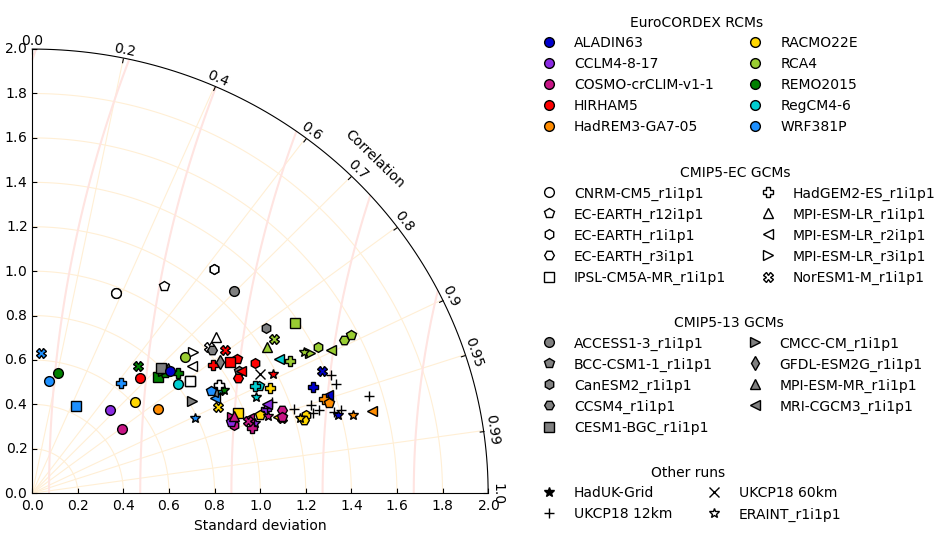 EuroCORDEX RCMs
ALADIN63
CCLM4-8-17
COSMO-crCLIM-v1-1
HIRHAM5
HadREM3-GA7-05
RACMO22E
RCA4
REMO2015
RegCM4-6
WRF381P
CMIP5-EC GCMs
CNRM-CM5_r1i1p1
EC-EARTH_r12i1p1
EC-EARTH_r1i1p1
EC-EARTH_r3i1p1
IPSL-CM5A-MR_r1i1p1
HadGEM2-ES_r1i1p1
MPI-ESM-LR_r1i1p1
MPI-ESM-LR_r2i1p1
MPI-ESM-LR_r3i1p1
NorESM1-M_r1i1p1
CMIP5-13 GCMs
ACCESS1-3_r1i1p1
BCC-CSM1-1_r1i1p1
CanESM2_r1i1p1
CCSM4_r1i1p1
CESM1-BGC_r1i1p1
CMCC-CM_r1i1p1
GFDL-ESM2G_r1i1p1
MPI-ESM-MR_r1i1p1
MRI-CGCM3_r1i1p1
Other runs
HadUK-Grid
UKCP18 12km
UKCP18 60km
ERAINT_r1i1p1
2.0
1.8
1.6
1.4
1.2
1.0
0.8
0.6
0.4
0.2
0.0
0.0
0.2
0.4
0.6
0.7
0.8
0.9
0.95
0.99
1.0
Correlation
0.0
0.2
0.4
0.6
0.8
1.0
1.2
1.4
1.6
1.8
2.0
Standard deviation